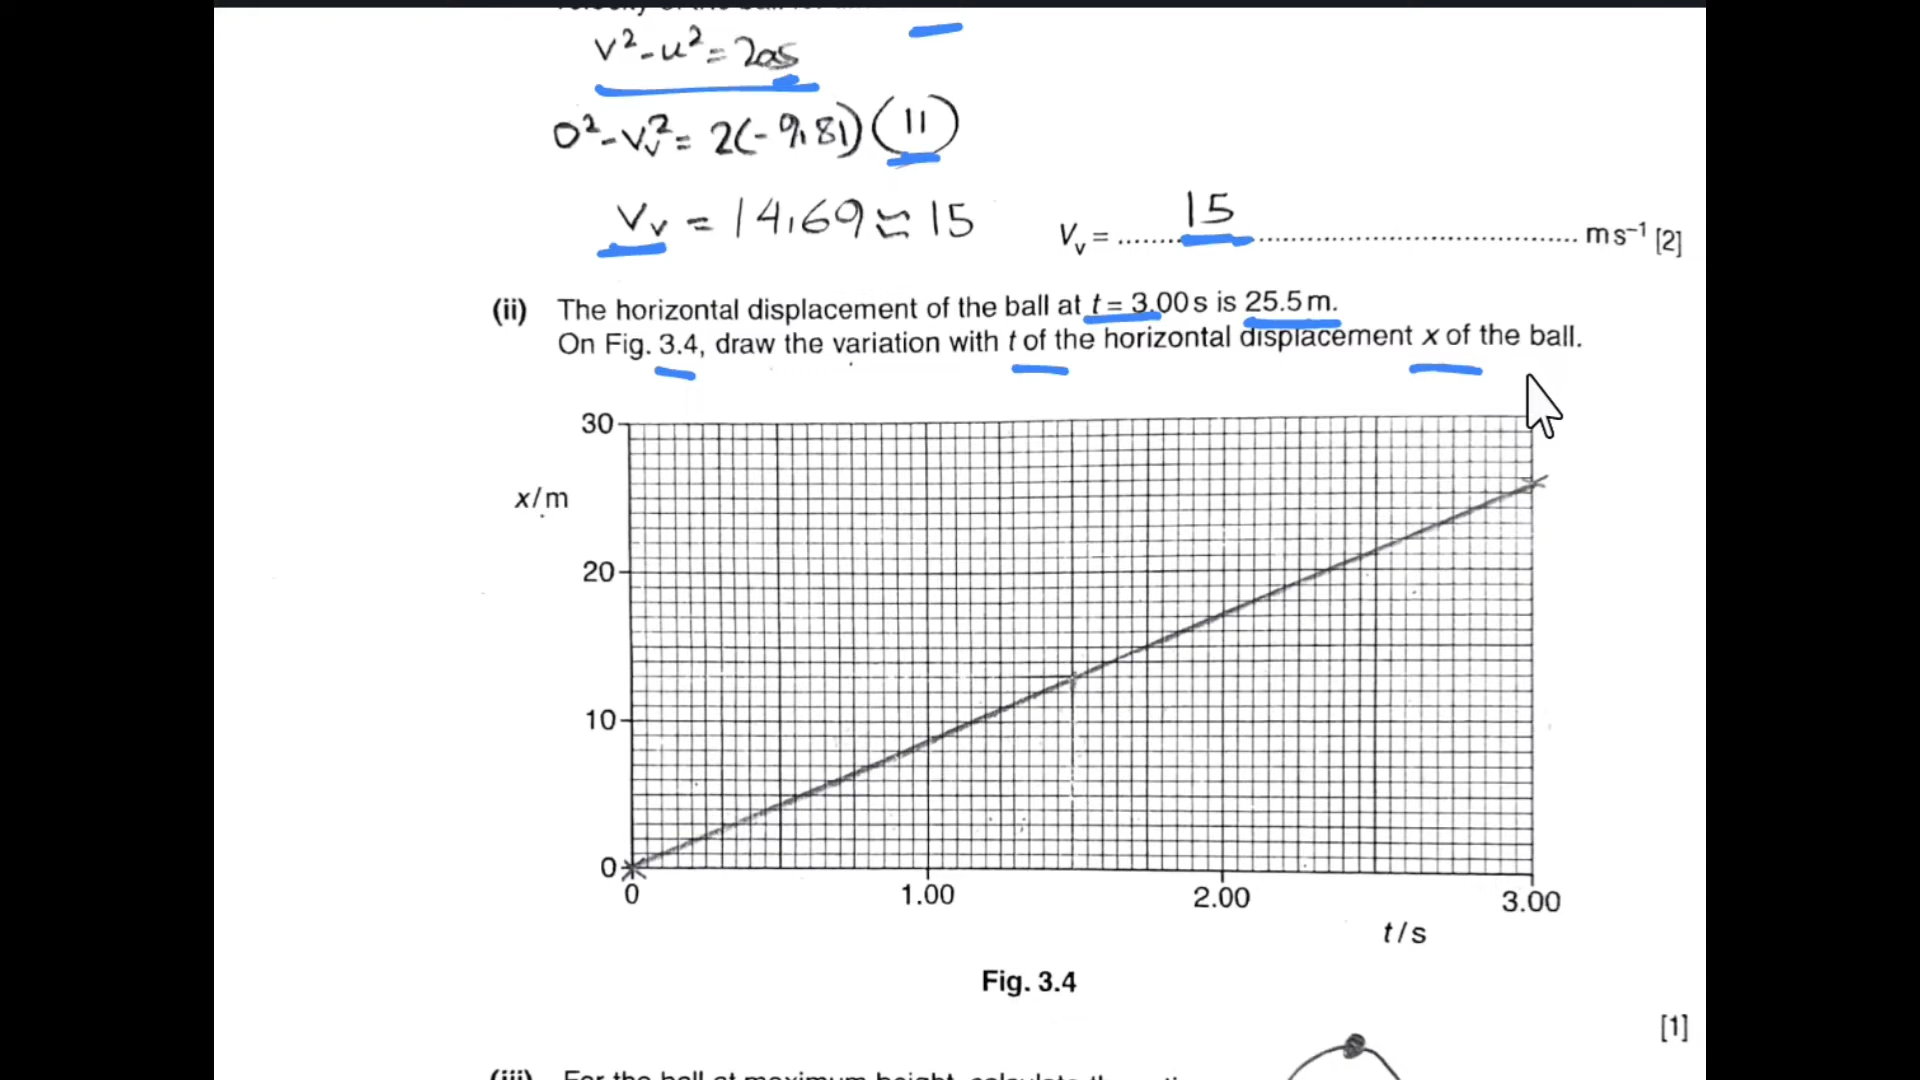 v² - u² = 2as
0² - Vv² = 2(-9.81)(11)
Vv = 14.69 ≈ 15
Vv = ........15........ m s⁻¹ [2]
(ii) The horizontal displacement of the ball at t = 3.00 s is 25.5 m.
On Fig. 3.4, draw the variation with t of the horizontal displacement x of the ball.
30
x/m
20
10
0
0 1.00 2.00 3.00
t/s
Fig. 3.4
[1]